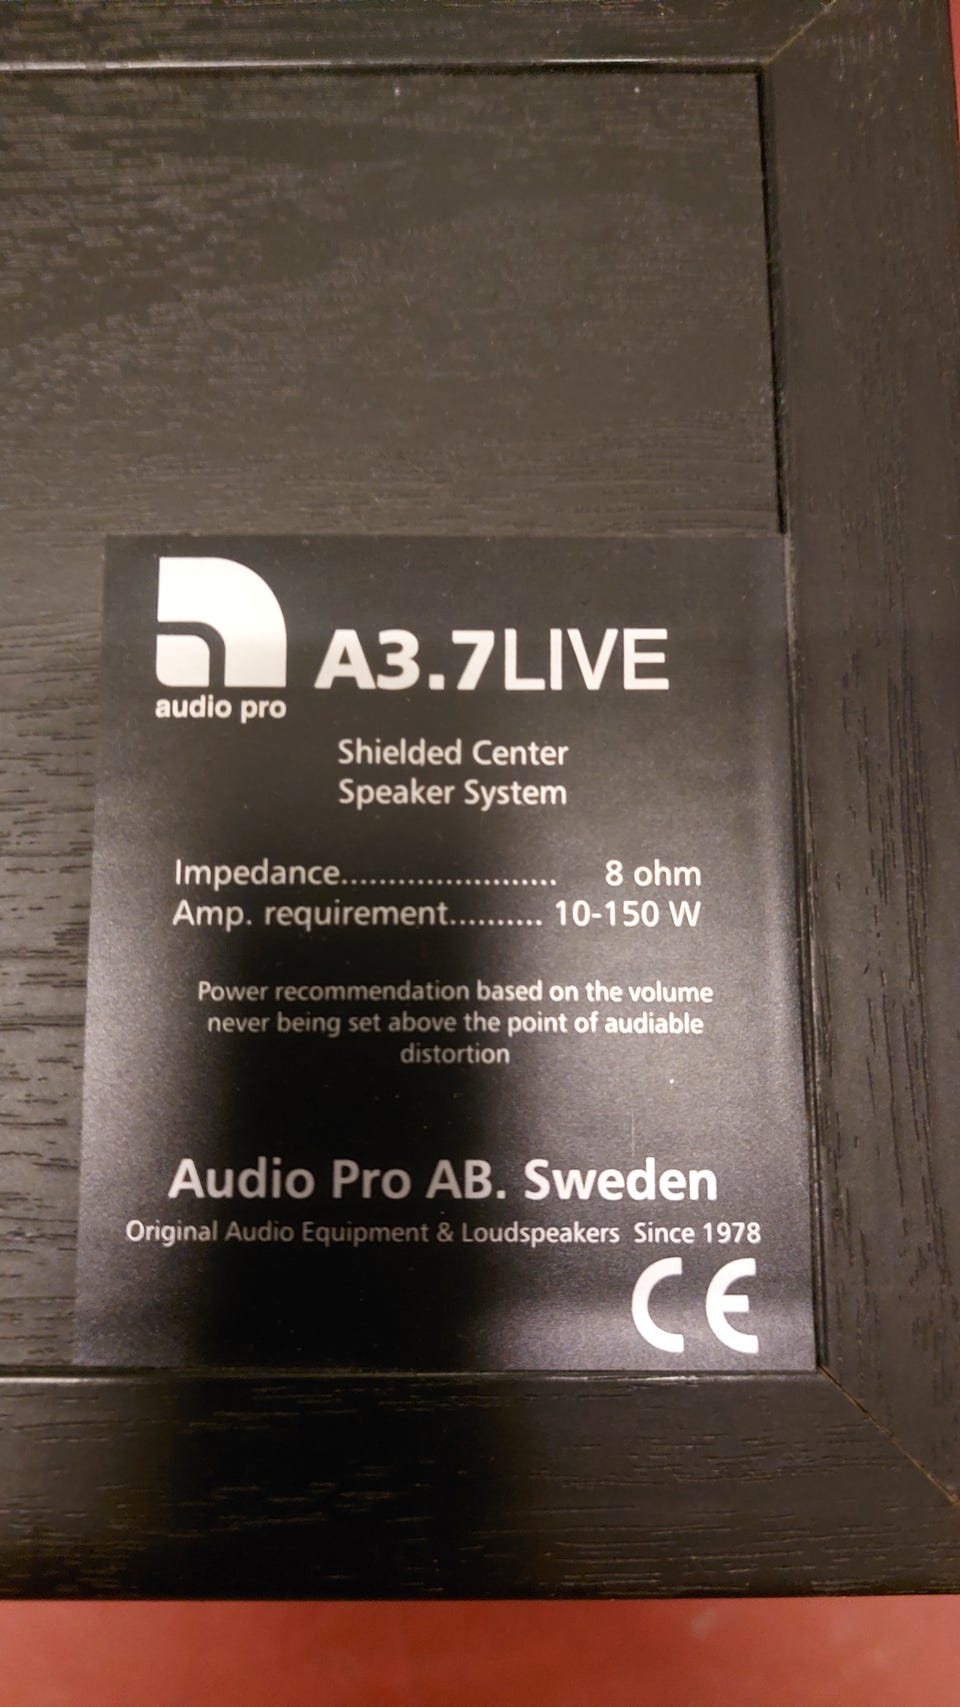 audio pro
A3.7LIVE
Shielded Center
Speaker System
Impedance....................... 8 ohm
Amp. requirement.......... 10-150 W
Power recommendation based on the volume
never being set above the point of audiable
distortion
Audio Pro AB. Sweden
Original Audio Equipment & Loudspeakers Since 1978
CE